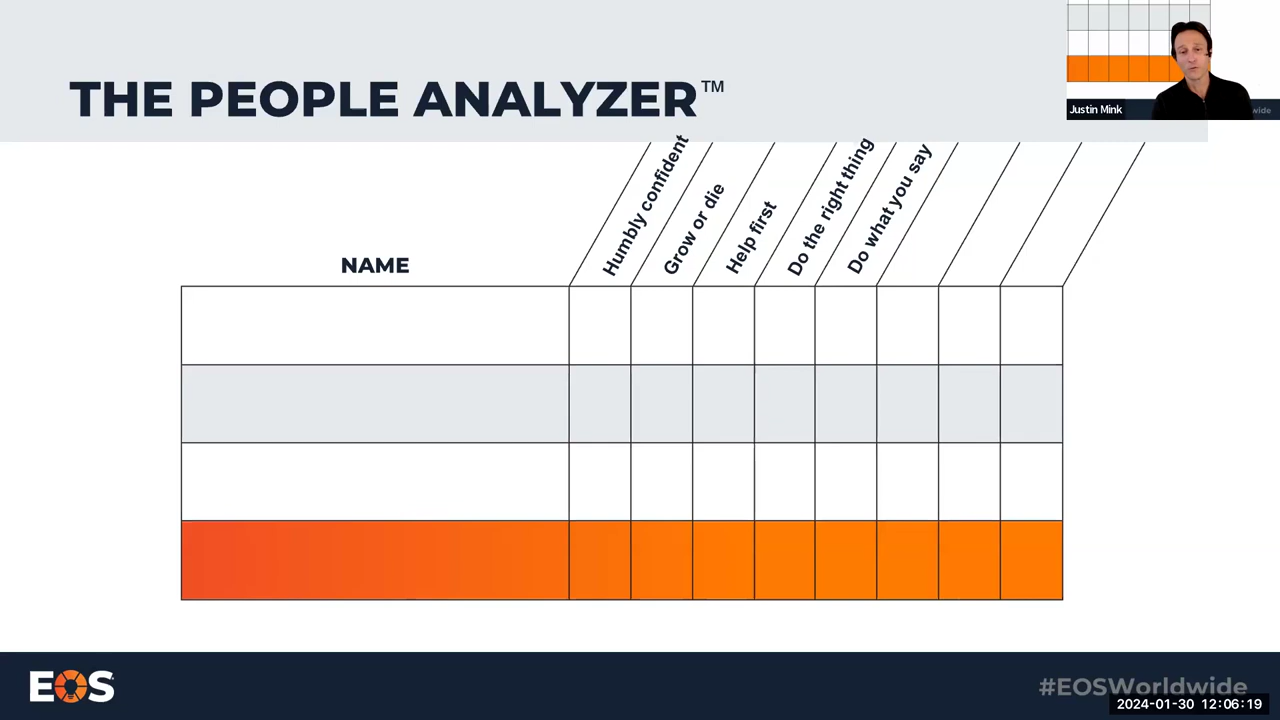 THE PEOPLE ANALYZER™
Justin Mink
wide
NAME
Humbly confident
Grow or die
Help first
Do the right thing
Do what you say
EOS
#EOSWorldwide
2024-01-30 12:06:19